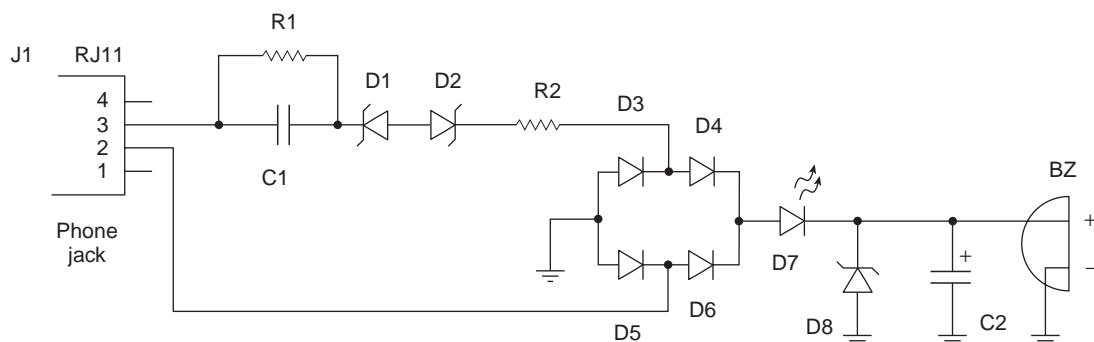 R1
J1 RJ11
D1 D2
R2
D3
D4
4
3
2
1
C1
BZ
+
−
Phone
jack
D7
+
D6
D5
D8
C2